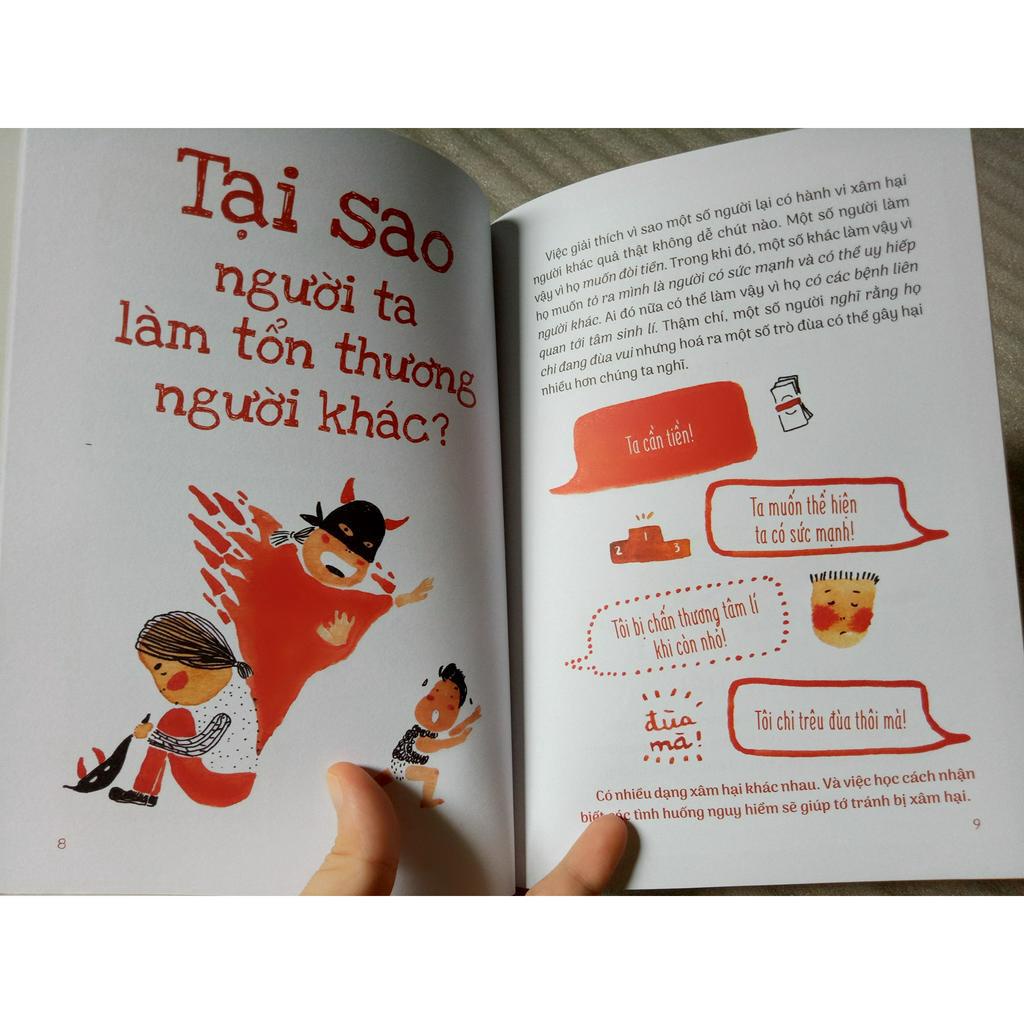 Tại sao
người ta
làm tổn thương
người khác?
8
Việc giải thích vì sao một số người lại có hành vi xâm hại
người khác quả thật không dễ chút nào. Một số người làm
vậy vì họ muốn đòi tiền. Trong khi đó, một số khác làm vậy vì
họ muốn tỏ ra mình là người có sức mạnh và có thể uy hiếp
người khác. Ai đó nữa có thể làm vậy vì họ có các bệnh liên
quan tới tâm sinh lí. Thậm chí, một số người nghĩ rằng họ
chỉ đang đùa vui nhưng hoá ra một số trò đùa có thể gây hại
nhiều hơn chúng ta nghĩ.
Ta cần tiền!
Ta muốn thể hiện
ta có sức mạnh!
2 1 3
Tôi bị chấn thương tâm lí
khi còn nhỏ!
đùa
mà!
Tôi chỉ trêu đùa thôi mà!
Có nhiều dạng xâm hại khác nhau. Và việc học cách nhận
biết các tình huống nguy hiểm sẽ giúp tớ tránh bị xâm hại.
9